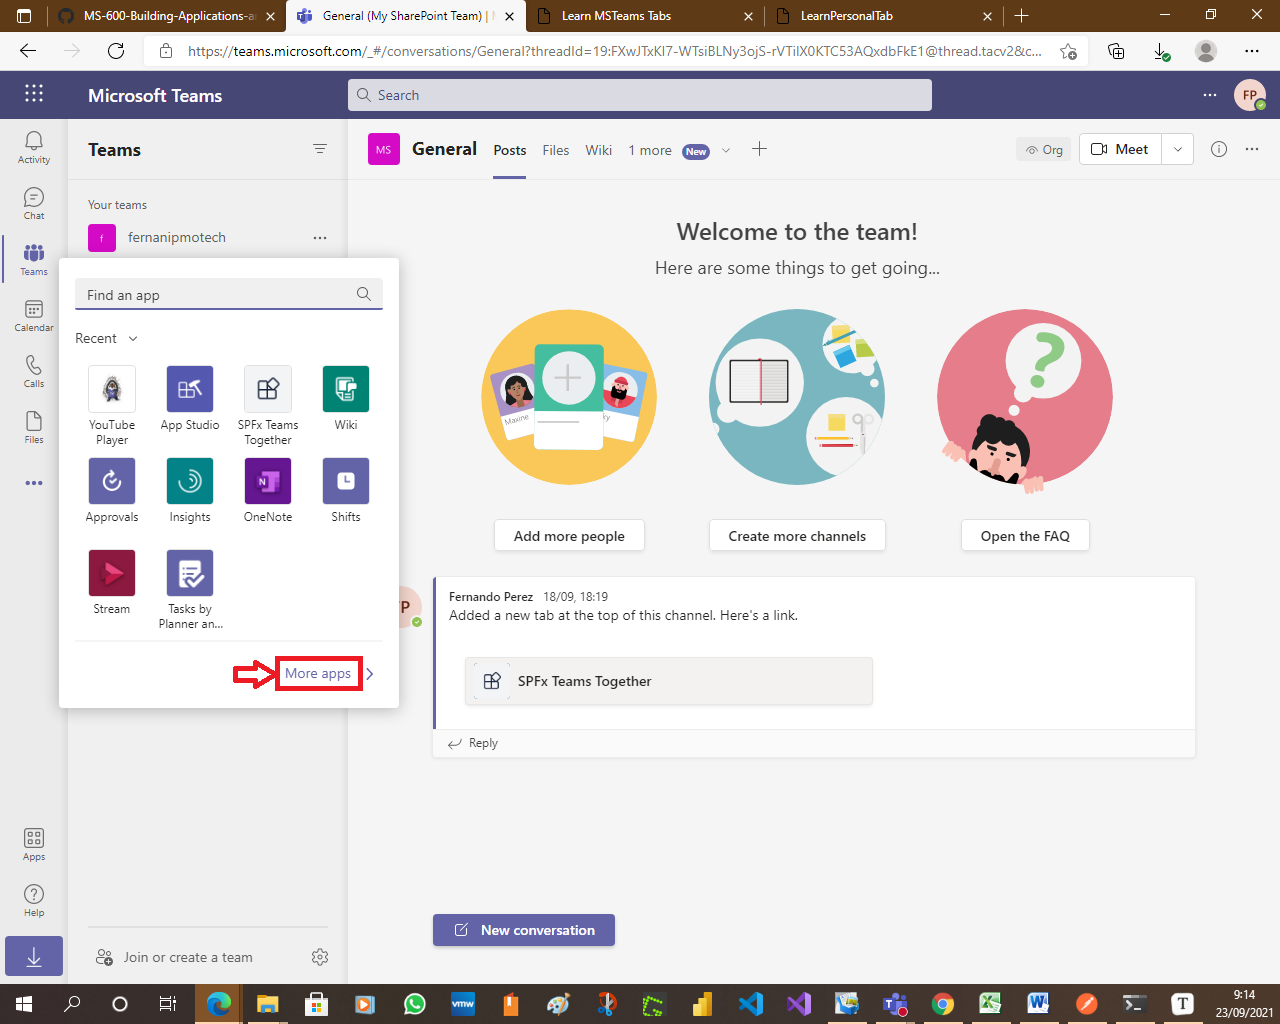 MS-600-Building-Applications-a
General (My SharePoint Team) |
Learn MSTeams Tabs
LearnPersonalTab
https://teams.microsoft.com/_#/conversations/General?threadId=19:FXwJTxKI7-WTsiBLNy3ojS-rVTilX0KTC53AQxdbFkE1@thread.tacv2&c...
Microsoft Teams
Search
FP
Activity
Chat
Teams
Calendar
Calls
Files
Apps
Help
Teams
Your teams
f
fernanipmotech
Find an app
Recent
YouTube Player
App Studio
SPFx Teams Together
Wiki
Approvals
Insights
OneNote
Shifts
Stream
Tasks by Planner an...
More apps
Join or create a team
MS
General
Posts
Files
Wiki
1 more
New
Org
Meet
Welcome to the team!
Here are some things to get going...
Maxine
Add more people
Create more channels
Open the FAQ
P
Fernando Perez 18/09, 18:19
Added a new tab at the top of this channel. Here's a link.
SPFx Teams Together
Reply
New conversation
vmw
T
9:14
23/09/2021